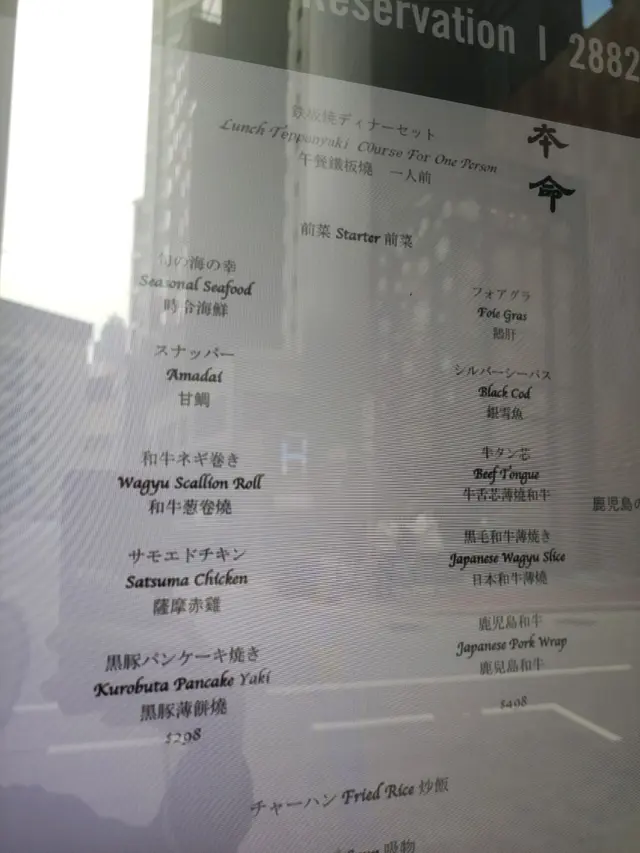 Reservation | 2882
鉄板焼ディナーセット
Lunch Teppanyaki COurse For One Person
午餐鐵板燒 一人前
本命
前菜 Starter 前菜
旬の海の幸
Seasonal Seafood
時令海鮮
スナッパー
Amadai
甘鯛
和牛ネギ巻き
Wagyu Scallion Roll
和牛葱卷燒
サモエドチキン
Satsuma Chicken
薩摩赤雞
黒豚パンケーキ焼き
Kurobuta Pancake Yaki
黑豚薄餅燒
$298
フォアグラ
Foie Gras
鵝肝
シルバーシーバス
Black Cod
銀雪魚
牛タン芯
Beef Tongue
牛舌芯薄燒和牛
黒毛和牛薄焼き
Japanese Wagyu Slice
日本和牛薄燒
鹿児島和牛
Japanese Pork Wrap
鹿児島和牛
$498
鹿児島の
チャーハン Fried Rice 炒飯
吸物